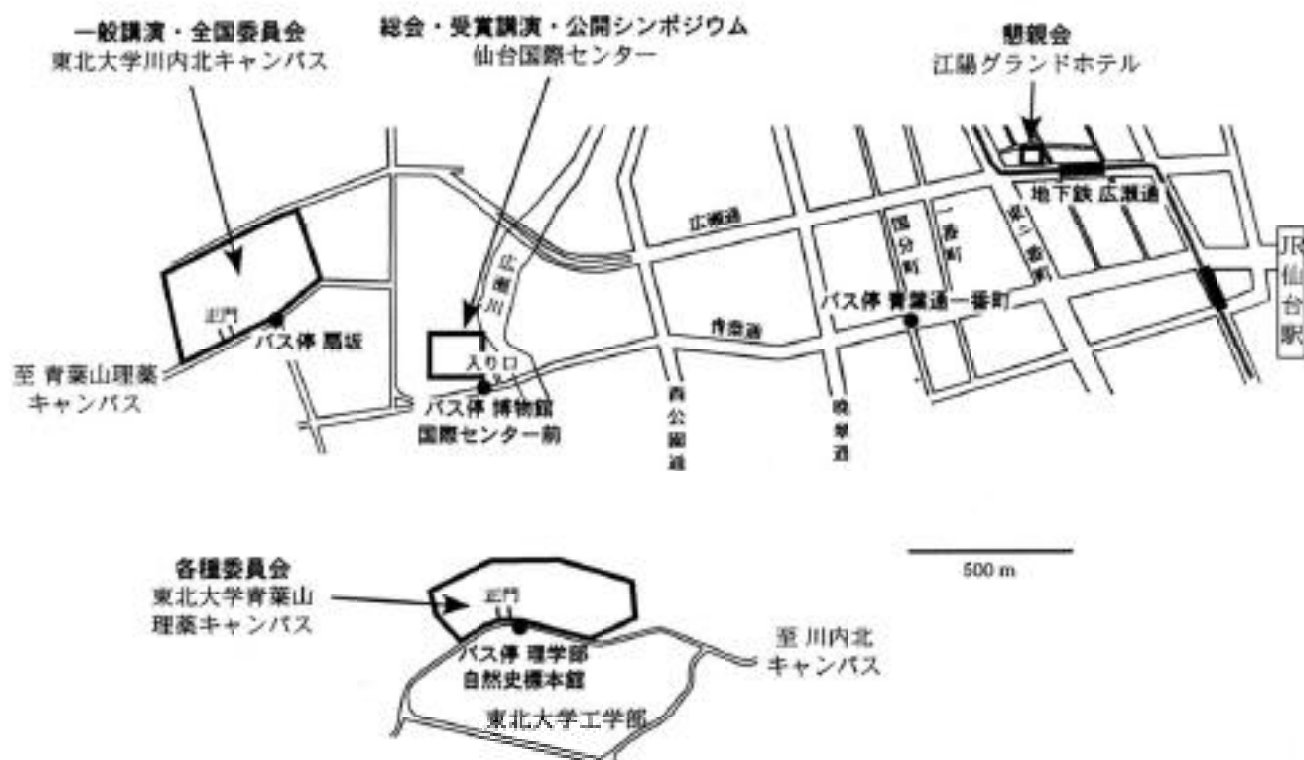 一般講演・全国委員会
東北大学川内北キャンパス
総会・受賞講演・公開シンポジウム
仙台国際センター
懇親会
江陽グランドホテル
地下鉄 広瀬通
広瀬通
広瀬川
国分町
一番町
東二番町
JR仙台駅
正門
バス停 扇坂
至 青葉山理薬
キャンパス
入り口
バス停 博物館
国際センター前
青葉通
バス停 青葉通一番町
西公園通
晩翠通
500 m
各種委員会
東北大学青葉山
理薬キャンパス
正門
バス停 理学部
自然史標本館
至 川内北
キャンパス
東北大学工学部